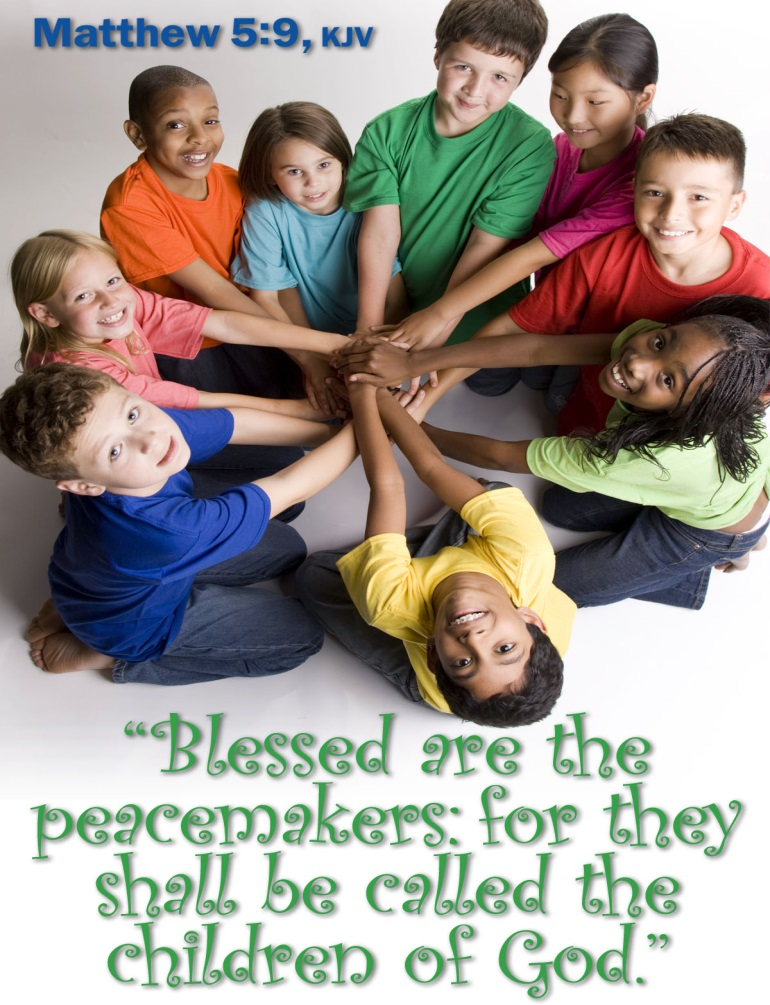 Matthew 5:9, KJV
“Blessed are the
peacemakers: for they
shall be called the
children of God.”